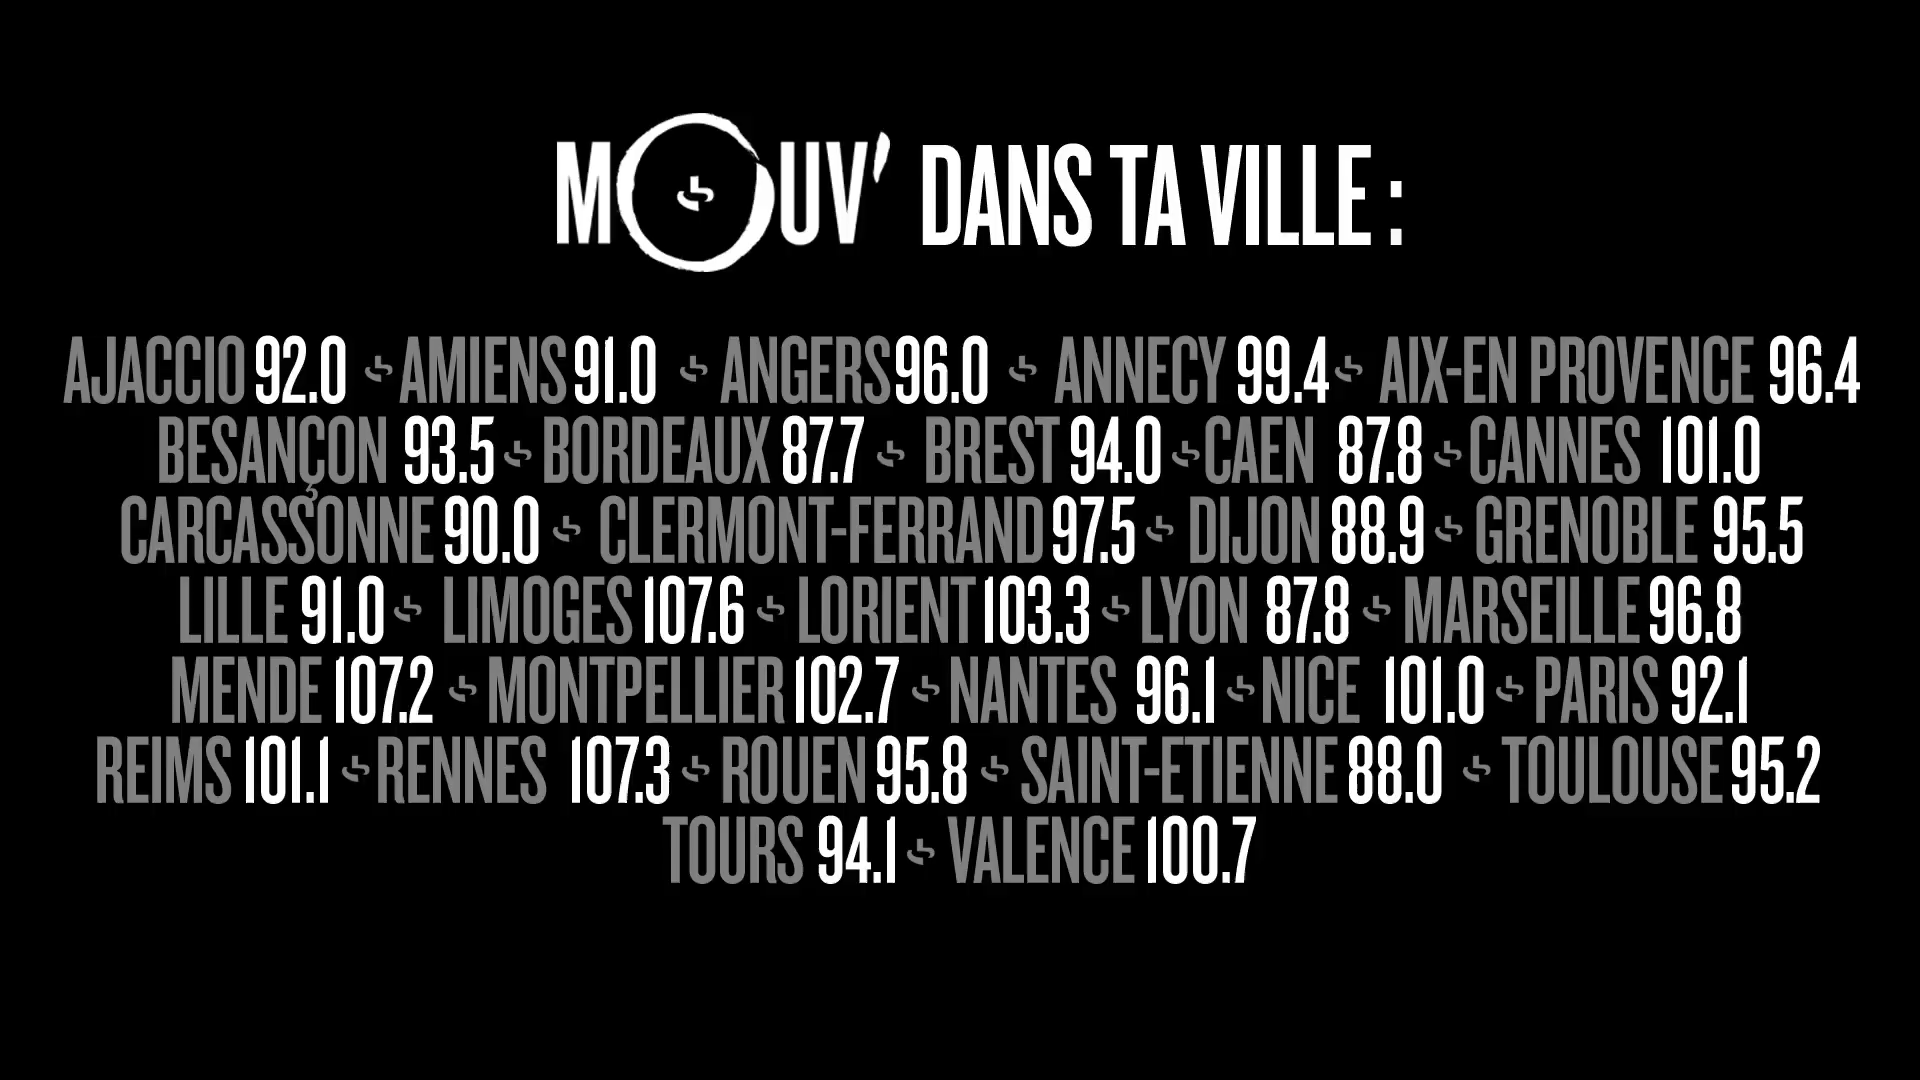 MOUV' DANS TA VILLE :
AJACCIO 92.0 AMIENS 91.0 ANGERS 96.0 ANNECY 99.4 AIX-EN PROVENCE 96.4
BESANÇON 93.5 BORDEAUX 87.7 BREST 94.0 CAEN 87.8 CANNES 101.0
CARCASSONNE 90.0 CLERMONT-FERRAND 97.5 DIJON 88.9 GRENOBLE 95.5
LILLE 91.0 LIMOGES 107.6 LORIENT 103.3 LYON 87.8 MARSEILLE 96.8
MENDE 107.2 MONTPELLIER 102.7 NANTES 96.1 NICE 101.0 PARIS 92.1
REIMS 101.1 RENNES 107.3 ROUEN 95.8 SAINT-ETIENNE 88.0 TOULOUSE 95.2
TOURS 94.1 VALENCE 100.7